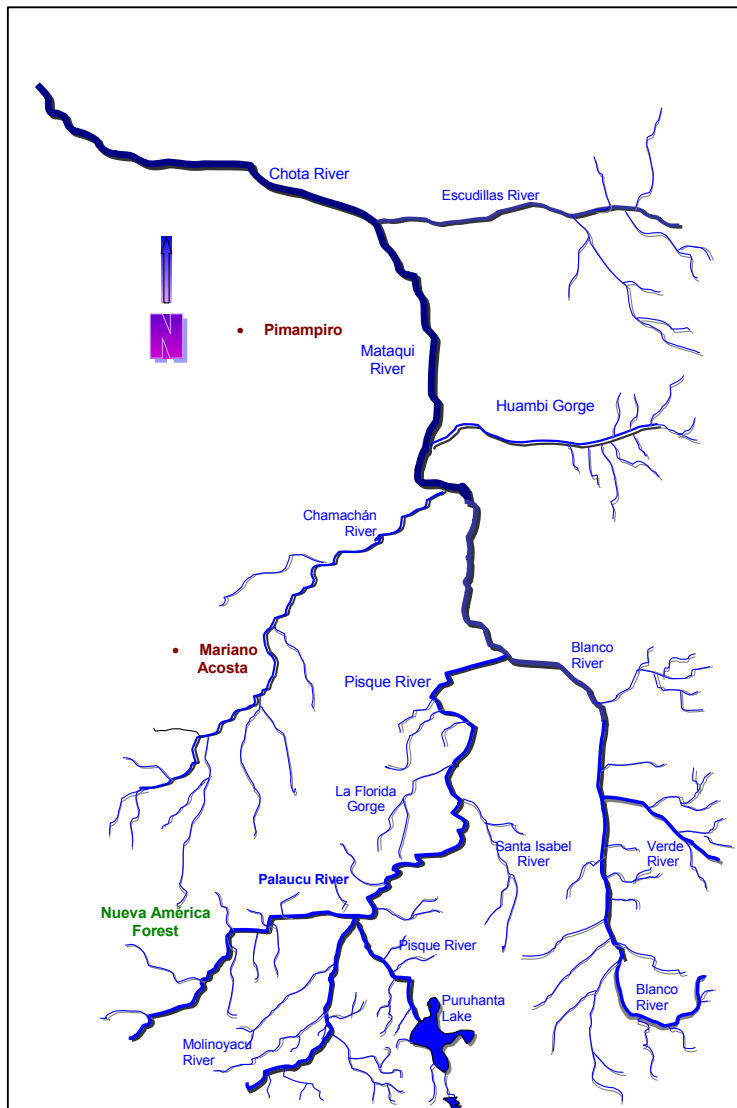 Chota River
Escudillas River
N
Pimampiro
Mataqui
River
Huambi Gorge
Chamachán
River
Mariano
Acosta
Blanco
River
Pisque River
La Florida
Gorge
Santa Isabel
River
Verde
River
Palaucu River
Nueva América
Forest
Pisque River
Puruhanta
Lake
Blanco
River
Molinoyacu
River